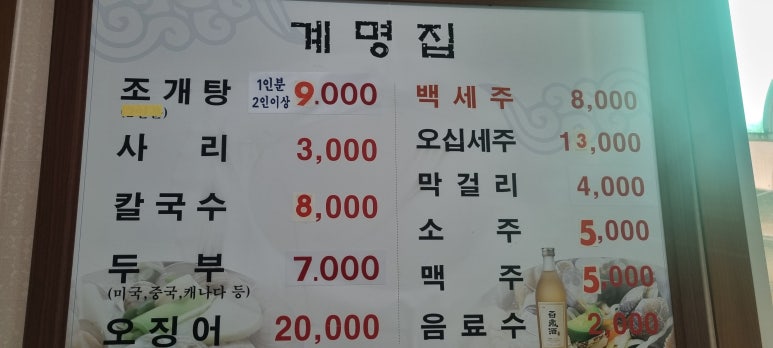 계명집
조개탕 1인분 2인이상 9.000
사리 3,000
칼국수 8,000
두부 7.000
(미국,중국,캐나다 등)
오징어 20,000
백세주 8,000
오십세주 13,000
막걸리 4,000
소주 5,000
맥주 5,000
음료수 2,000